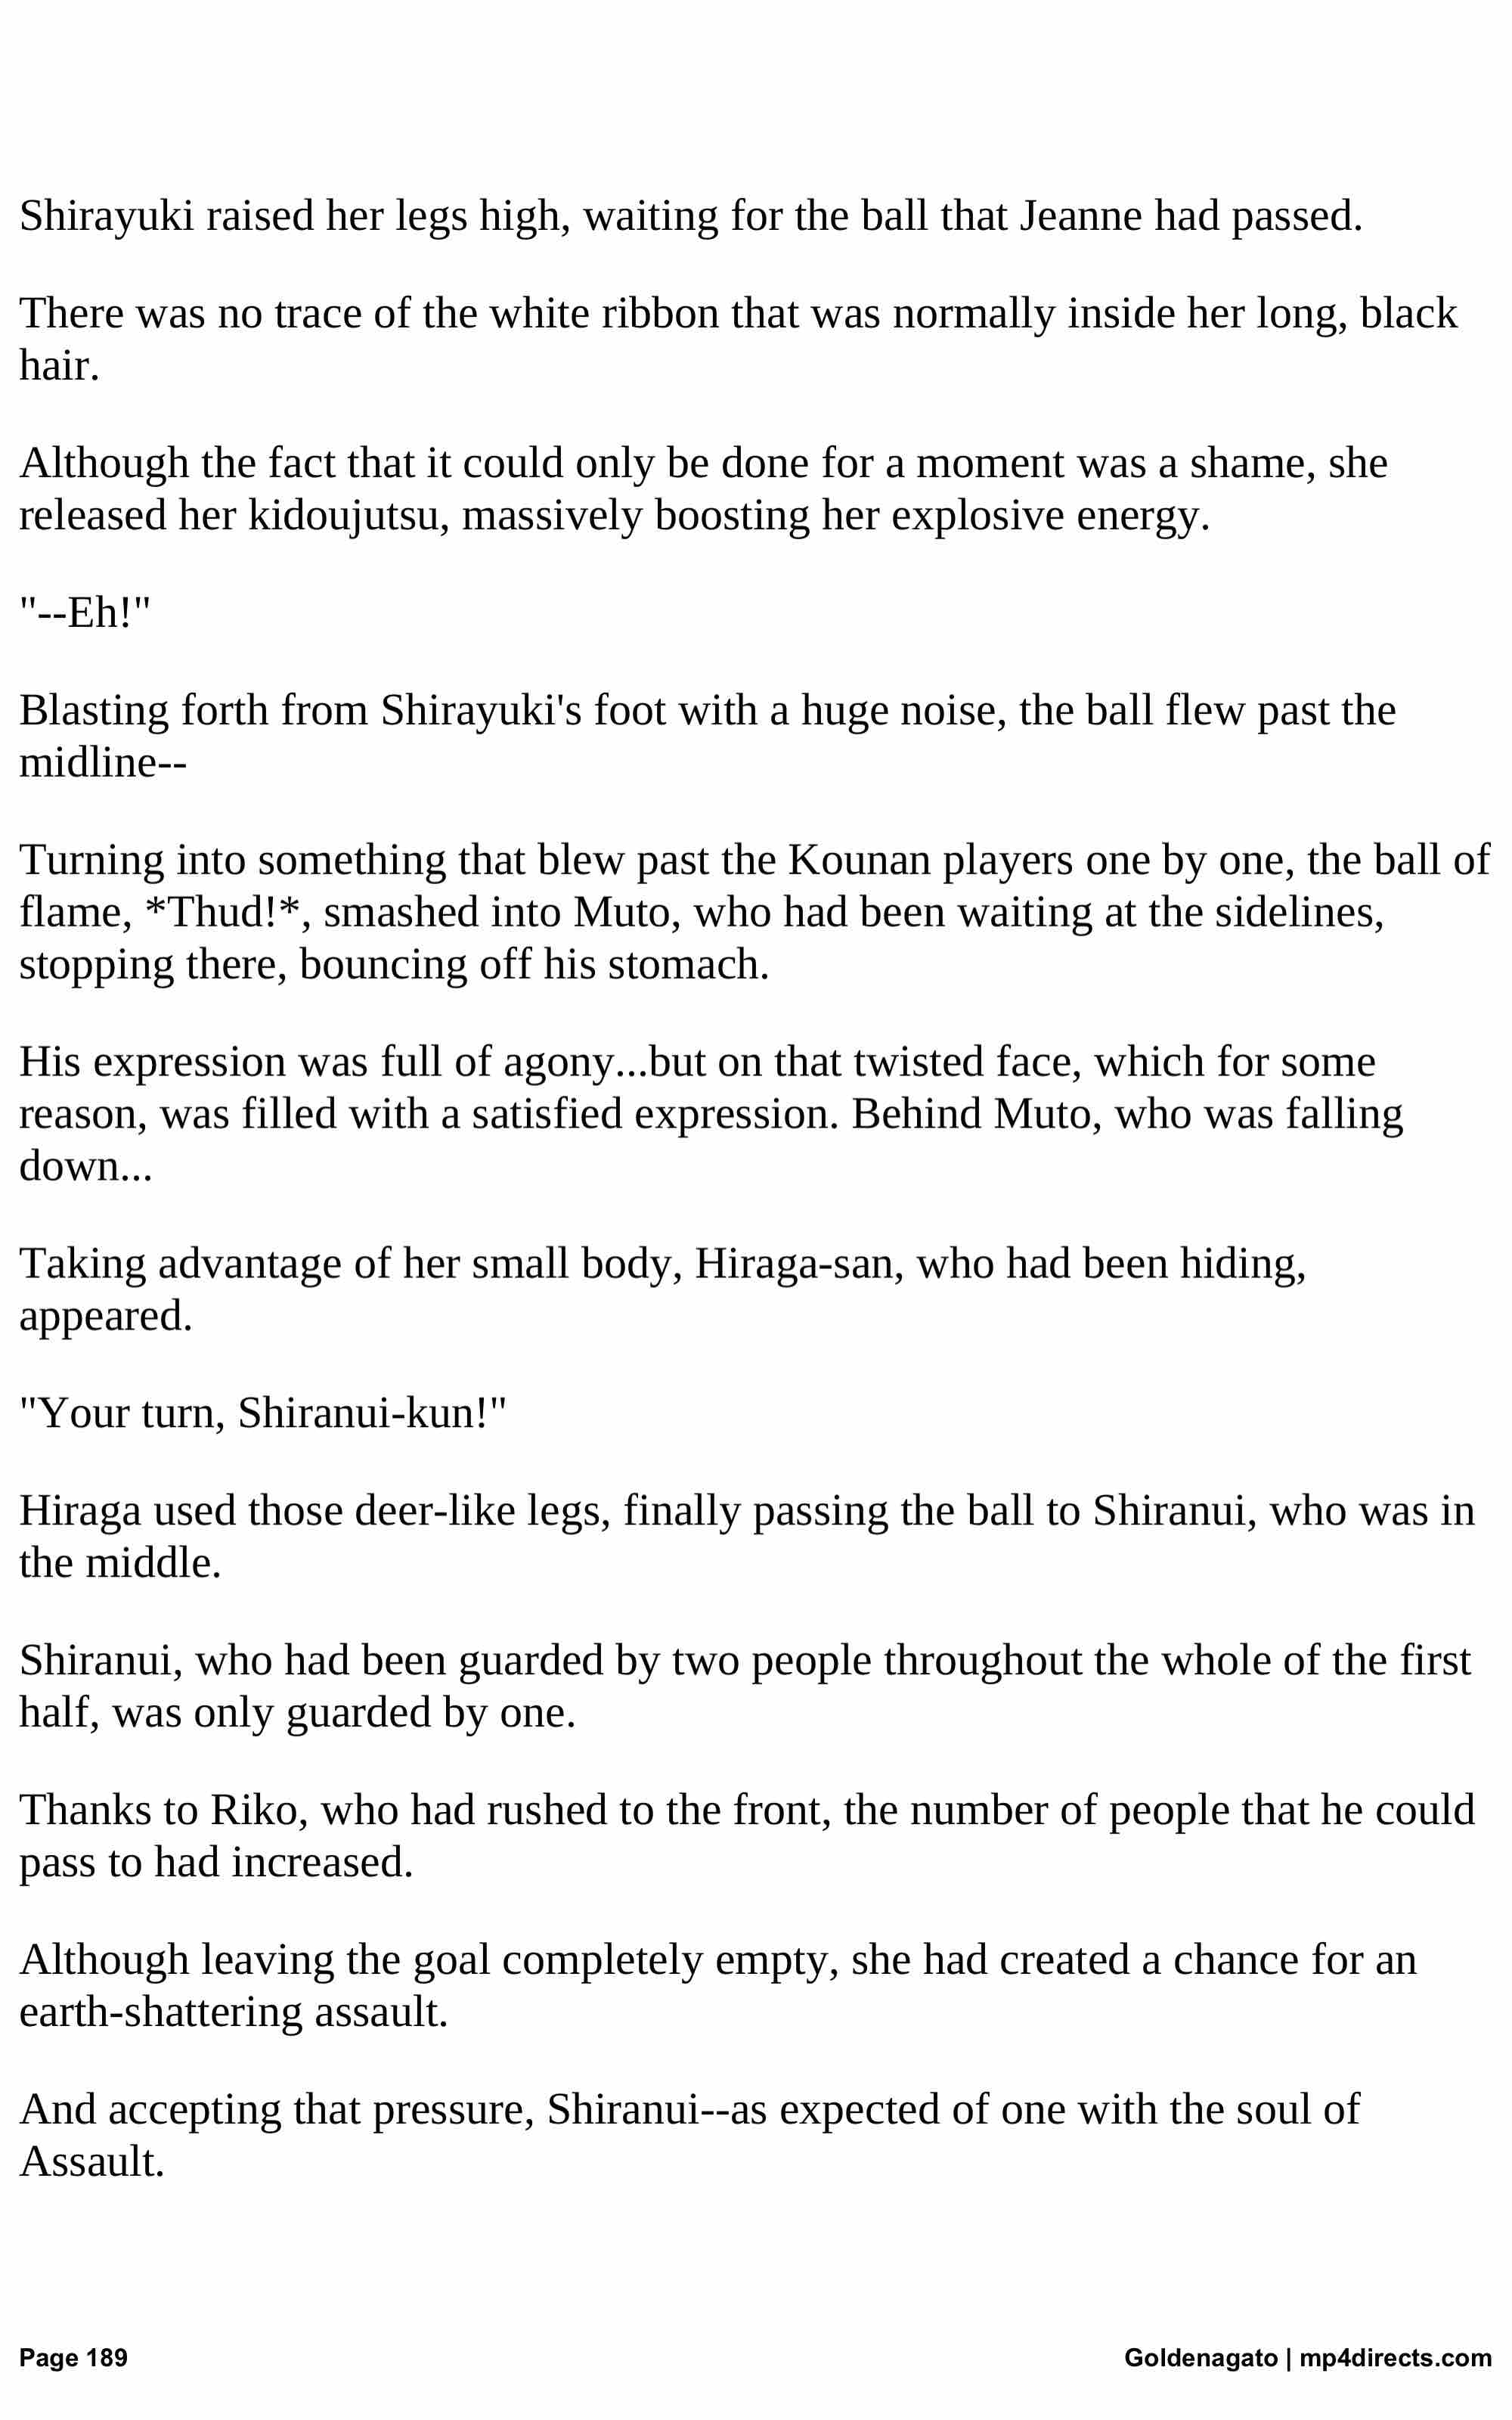 Shirayuki raised her legs high, waiting for the ball that Jeanne had passed.
There was no trace of the white ribbon that was normally inside her long, black
hair.
Although the fact that it could only be done for a moment was a shame, she
released her kidoujutsu, massively boosting her explosive energy.
"--Eh!"
Blasting forth from Shirayuki's foot with a huge noise, the ball flew past the
midline--
Turning into something that blew past the Kounan players one by one, the ball of
flame, *Thud!*, smashed into Muto, who had been waiting at the sidelines,
stopping there, bouncing off his stomach.
His expression was full of agony...but on that twisted face, which for some
reason, was filled with a satisfied expression. Behind Muto, who was falling
down...
Taking advantage of her small body, Hiraga-san, who had been hiding,
appeared.
"Your turn, Shiranui-kun!"
Hiraga used those deer-like legs, finally passing the ball to Shiranui, who was in
the middle.
Shiranui, who had been guarded by two people throughout the whole of the first
half, was only guarded by one.
Thanks to Riko, who had rushed to the front, the number of people that he could
pass to had increased.
Although leaving the goal completely empty, she had created a chance for an
earth-shattering assault.
And accepting that pressure, Shiranui--as expected of one with the soul of
Assault.
Page 189
Goldenagato | mp4directs.com